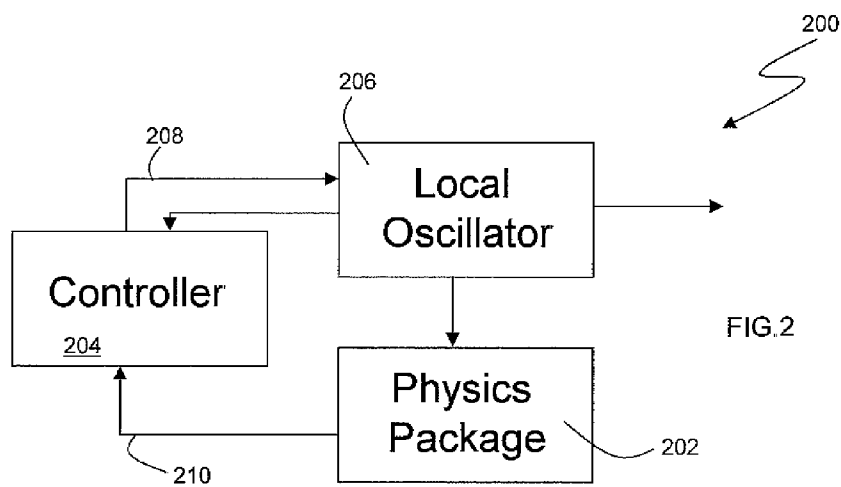 200
206
208
Local
Oscillator
Controller
204
FIG.2
Physics
Package
202
210